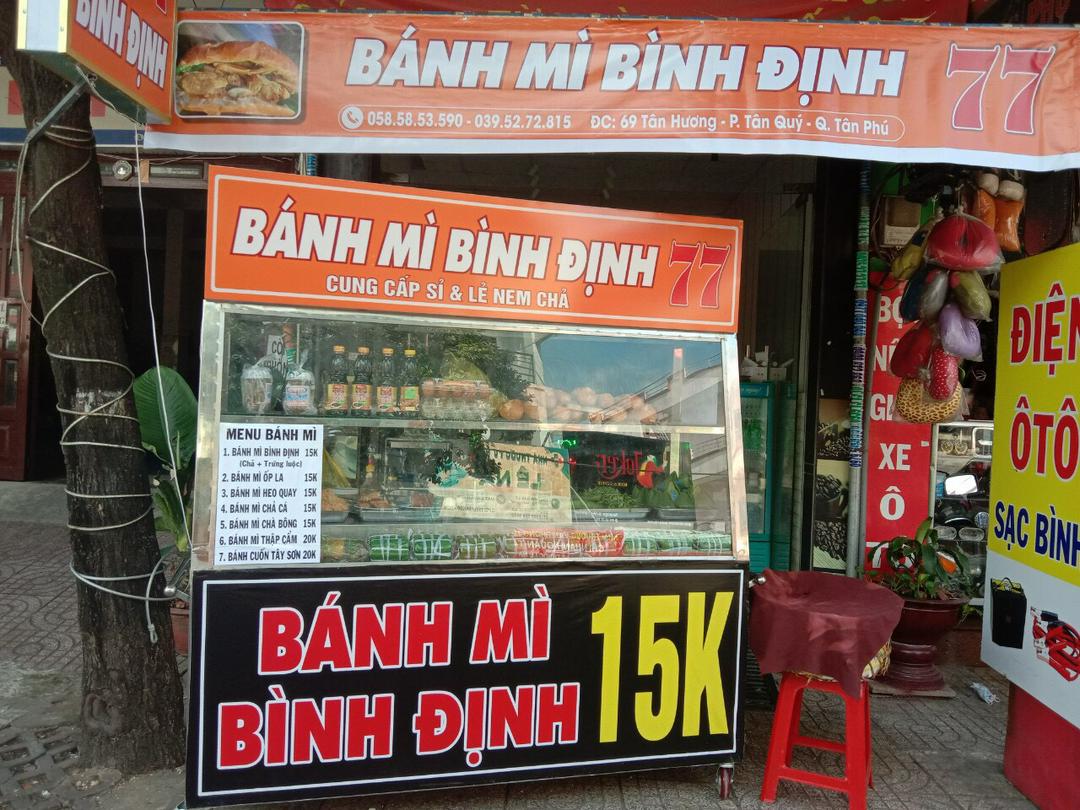 BÌNH ĐỊNH
BÁNH MÌ BÌNH ĐỊNH 77
058.58.53.590 - 039.52.72.815 ĐC: 69 Tân Hương - P. Tân Quý - Q. Tân Phú
BÁNH MÌ BÌNH ĐỊNH 77
CUNG CẤP SỈ & LẺ NEM CHẢ
MENU BÁNH MÌ
1. BÁNH MÌ BÌNH ĐỊNH 15K
(Chả + Trứng luộc)
2. BÁNH MÌ ỐP LA 15K
3. BÁNH MÌ HEO QUAY 15K
4. BÁNH MÌ CHẢ CÁ 15K
5. BÁNH MÌ CHÀ BÔNG 15K
6. BÁNH MÌ THẬP CẨM 20K
7. BÁNH CUỐN TÂY SƠN 20K
BÁNH MÌ
BÌNH ĐỊNH 15K
XE
Ô
ĐIỆN
ÔTÔ
SẠC BÌNH